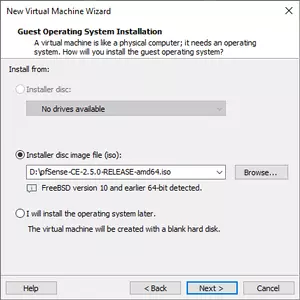 New Virtual Machine Wizard
Guest Operating System Installation
A virtual machine is like a physical computer; it needs an operating
system. How will you install the guest operating system?
Install from:
Installer disc:
No drives available
Installer disc image file (iso):
D:\pfSense-CE-2.5.0-RELEASE-amd64.iso
Browse...
FreeBSD version 10 and earlier 64-bit detected.
I will install the operating system later.
The virtual machine will be created with a blank hard disk.
Help
< Back
Next >
Cancel